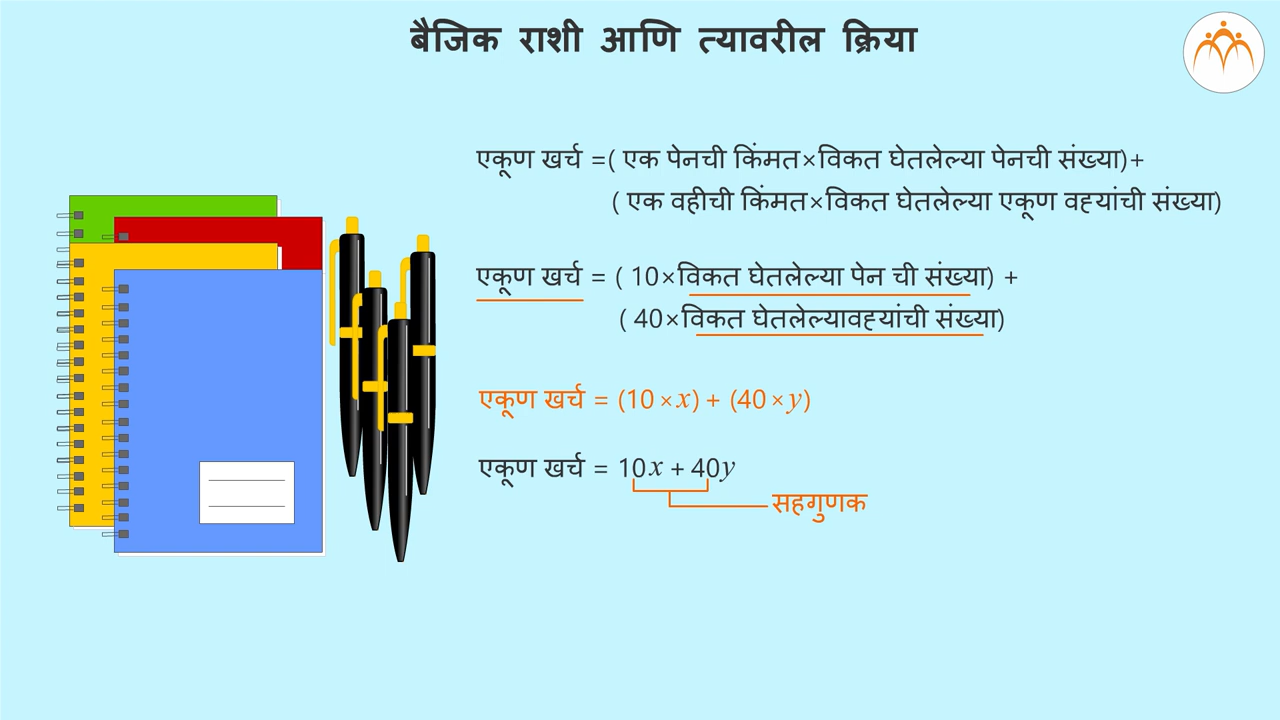 बैजिक राशी आणि त्यावरील क्रिया
एकूण खर्च =( एक पेनची किंमत×विकत घेतलेल्या पेनची संख्या)+
( एक वहीची किंमत×विकत घेतलेल्या एकूण वह्यांची संख्या)
एकूण खर्च = ( 10×विकत घेतलेल्या पेन ची संख्या) +
( 40×विकत घेतलेल्यावह्यांची संख्या)
एकूण खर्च = (10×x) + (40×y)
एकूण खर्च = 10x + 40y
सहगुणक